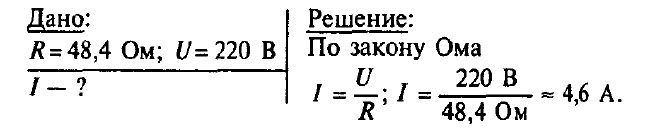 Дано:
R = 48,4 Ом; U = 220 В
I — ?
Решение:
По закону Ома
I = U/R; I = 220 В/48,4 Ом ≈ 4,6 А.